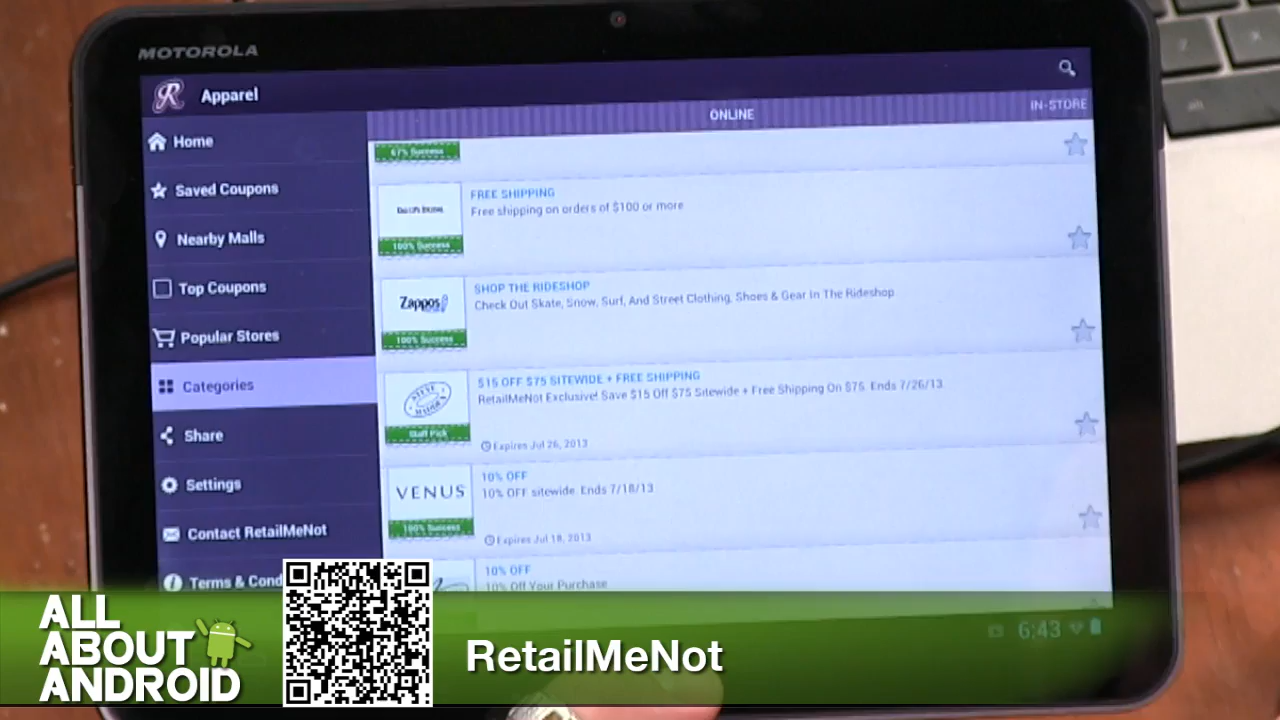 MOTOROLA
Apparel
ONLINE
IN-STORE
Home
Saved Coupons
Nearby Malls
Top Coupons
Popular Stores
Categories
Share
Settings
Contact RetailMeNot
Terms & Cond
67% Success
FREE SHIPPING
Free shipping on orders of $100 or more
100% Success
Zappos
SHOP THE RIDESHOP
Check Out Skate, Snow, Surf, And Street Clothing, Shoes & Gear In The Rideshop
100% Success
STEVE MADDEN
$15 OFF $75 SITEWIDE + FREE SHIPPING
RetailMeNot Exclusive! Save $15 Off $75 Sitewide + Free Shipping On $75. Ends 7/26/13.
Staff Pick
Expires Jul 26, 2013
VENUS
10% OFF
10% OFF sitewide. Ends 7/18/13
100% Success
Expires Jul 18, 2013
10% OFF
10% Off Your Purchase
6:43
ALL
ABOUT
ANDROID
RetailMeNot
Z
X
alt